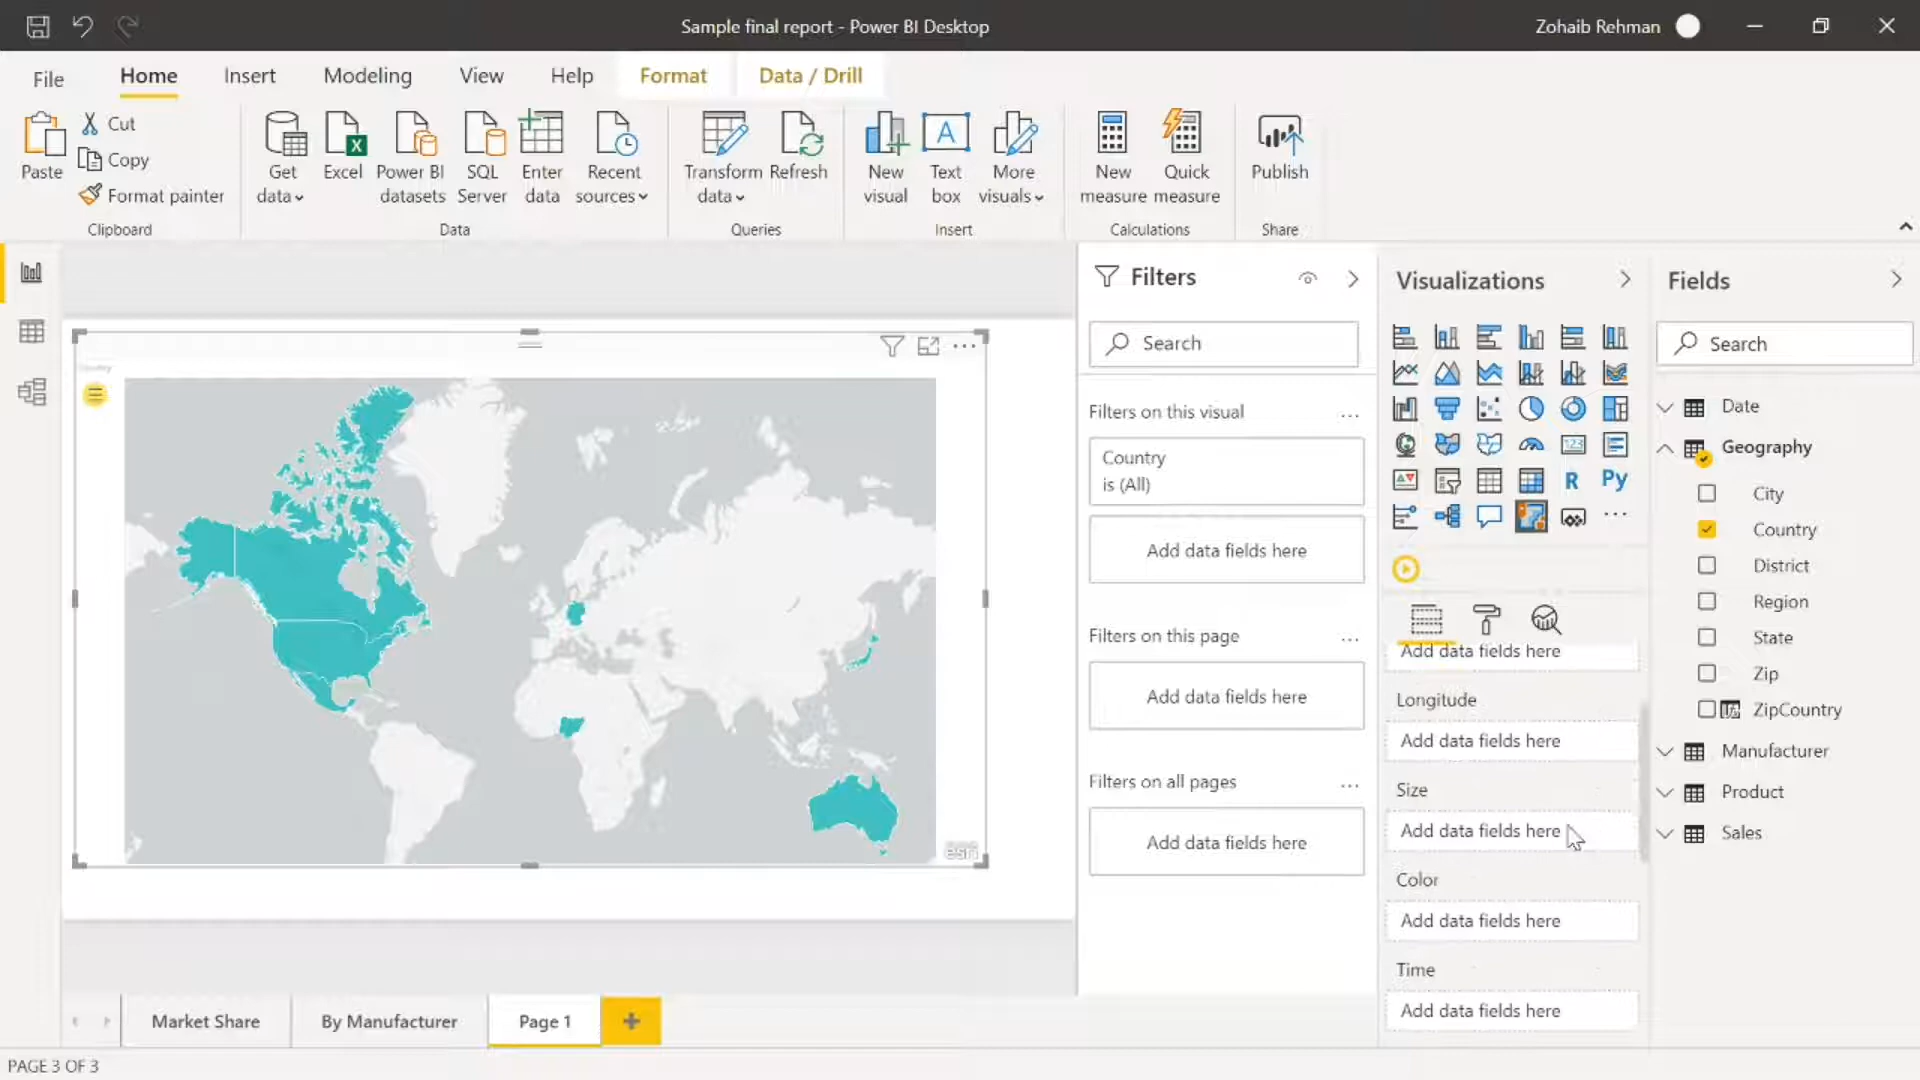 Sample final report - Power BI Desktop
Zohaib Rehman
File
Home
Insert
Modeling
View
Help
Format
Data / Drill
Paste
Cut
Copy
Format painter
Clipboard
Get
data
Excel
Power BI
datasets
SQL
Server
Enter
data
Recent
sources
Data
Transform
data
Refresh
Queries
New
visual
Text
box
More
visuals
Insert
New
measure
Quick
measure
Calculations
Publish
Share
Country
esri
Filters
Search
Filters on this visual
Country
is (All)
Add data fields here
Filters on this page
Add data fields here
Filters on all pages
Add data fields here
Visualizations
123
R
Py
Add data fields here
Longitude
Add data fields here
Size
Add data fields here
Color
Add data fields here
Time
Add data fields here
Fields
Search
Date
Geography
City
Country
District
Region
State
Zip
ZipCountry
Manufacturer
Product
Sales
Market Share
By Manufacturer
Page 1
PAGE 3 OF 3